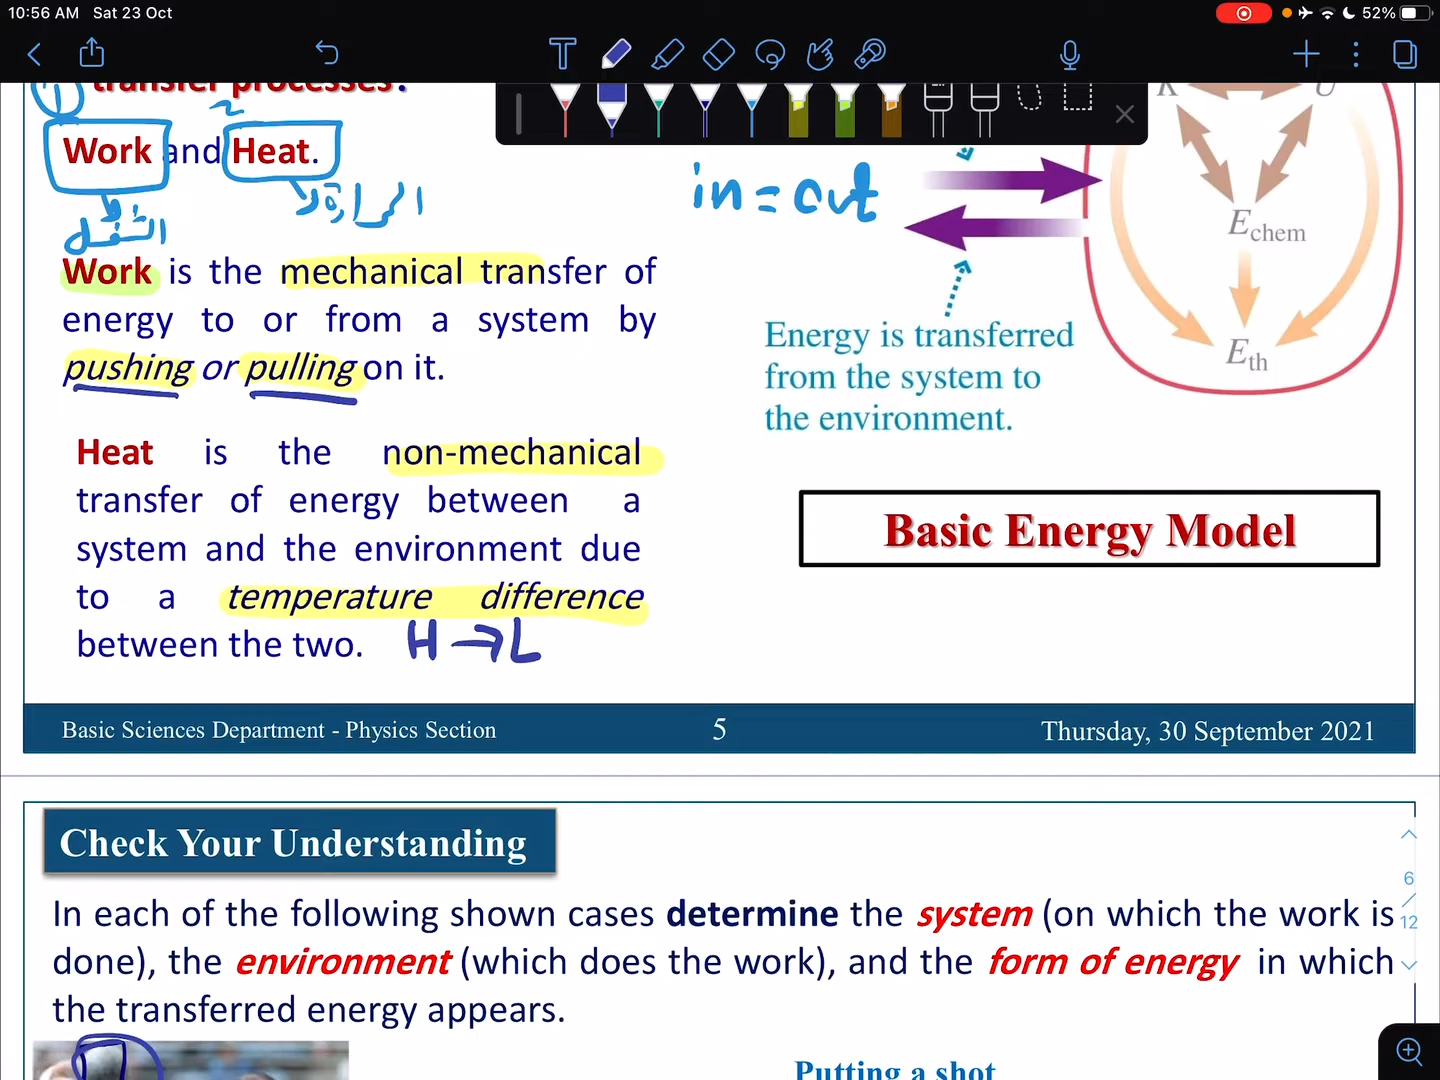 10:56 AM Sat 23 Oct
52%
transfer processes:
Work and Heat.
الشغل
الحرارة
Work is the mechanical transfer of
energy to or from a system by
pushing or pulling on it.
Heat is the non-mechanical
transfer of energy between a
system and the environment due
to a temperature difference
between the two. H → L
in = out
K U
Echem
Eth
Energy is transferred
from the system to
the environment.
Basic Energy Model
Basic Sciences Department - Physics Section 5 Thursday, 30 September 2021
Check Your Understanding
In each of the following shown cases determine the system (on which the work is
done), the environment (which does the work), and the form of energy in which
the transferred energy appears.
Putting a shot
6
/
12